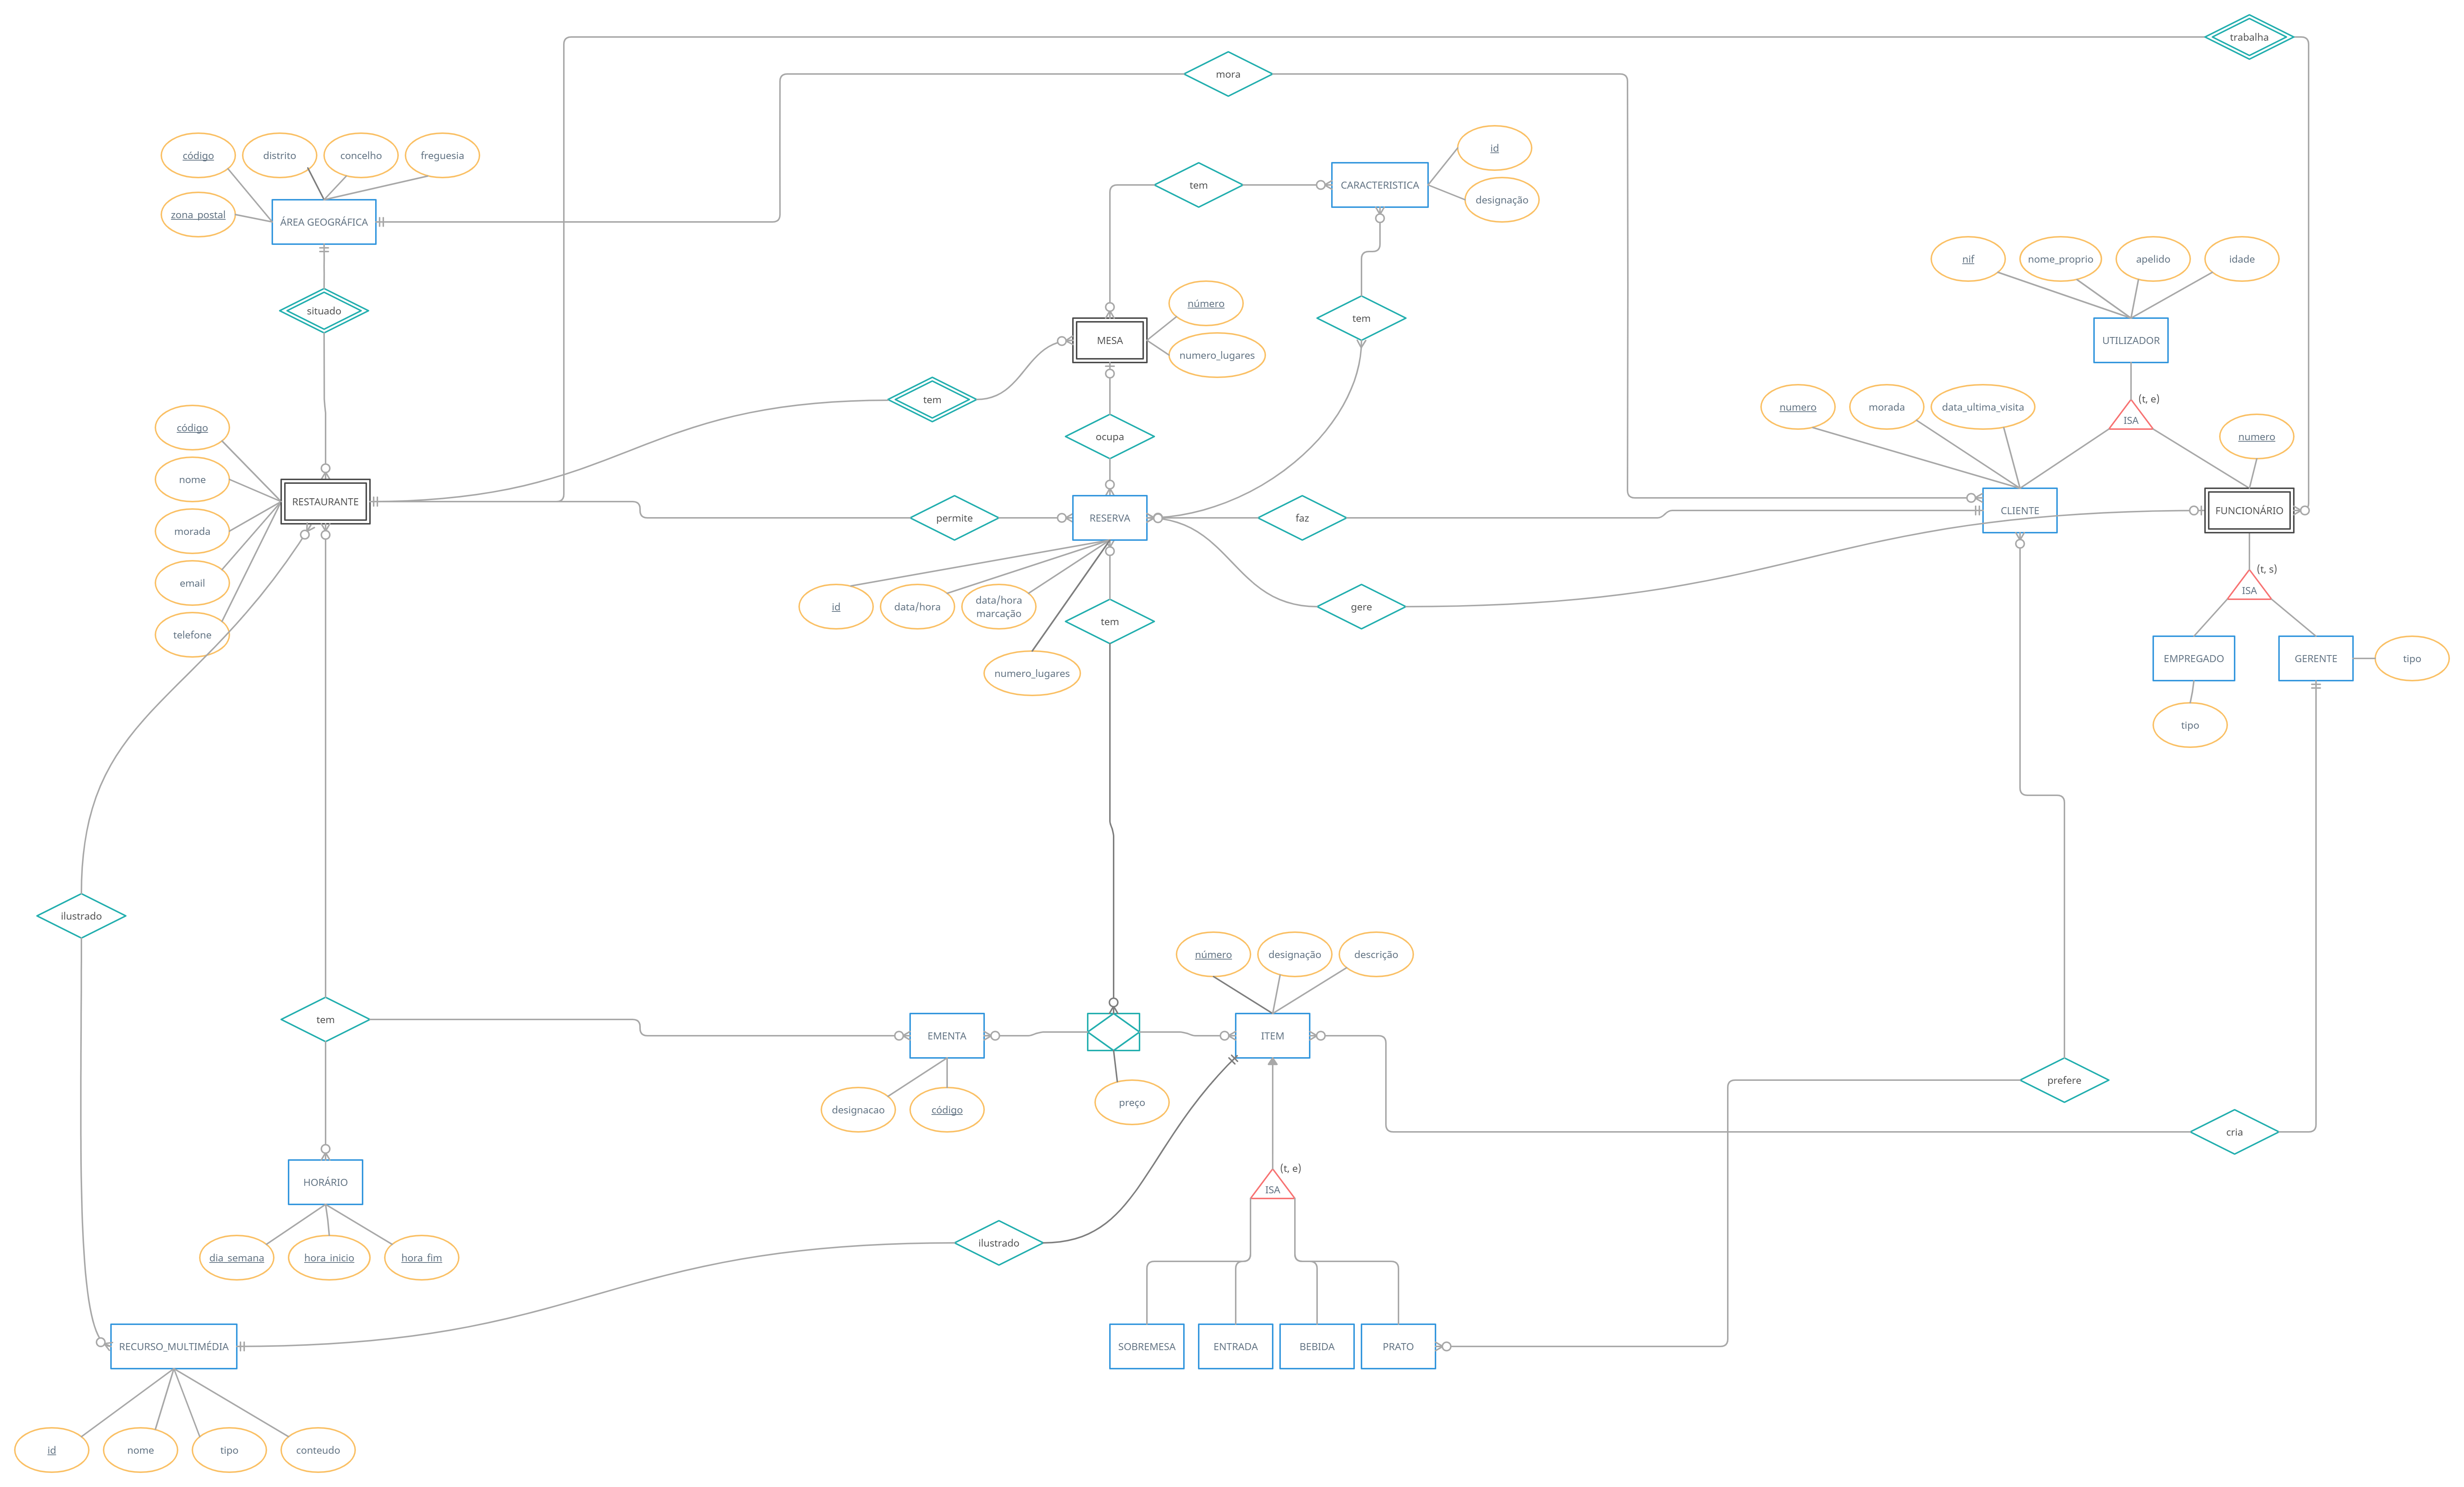 trabalha
mora
código
distrito
concelho
freguesia
zona_postal
ÁREA GEOGRÁFICA
tem
CARACTERISTICA
id
designação
nif
nome_proprio
apelido
idade
situado
número
numero_lugares
MESA
tem
UTILIZADOR
tem
numero
morada
data_ultima_visita
(t, e)
ISA
numero
código
nome
morada
email
telefone
RESTAURANTE
ocupa
permite
RESERVA
faz
CLIENTE
FUNCIONÁRIO
id
data/hora
data/hora
marcação
numero_lugares
tem
gere
(t, s)
ISA
EMPREGADO
GERENTE
tipo
tipo
ilustrado
número
designação
descrição
tem
EMENTA
ITEM
designacao
código
preço
prefere
cria
HORÁRIO
dia_semana
hora_inicio
hora_fim
(t, e)
ISA
ilustrado
RECURSO_MULTIMÉDIA
SOBREMESA
ENTRADA
BEBIDA
PRATO
id
nome
tipo
conteudo